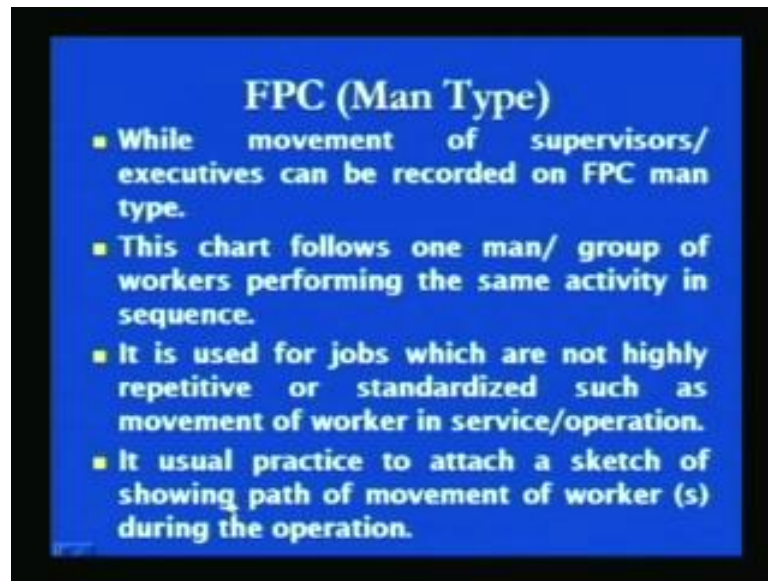 FPC (Man Type)
While movement of supervisors/
executives can be recorded on FPC man
type.
This chart follows one man/ group of
workers performing the same activity in
sequence.
It is used for jobs which are not highly
repetitive or standardized such as
movement of worker in service/operation.
It usual practice to attach a sketch of
showing path of movement of worker (s)
during the operation.